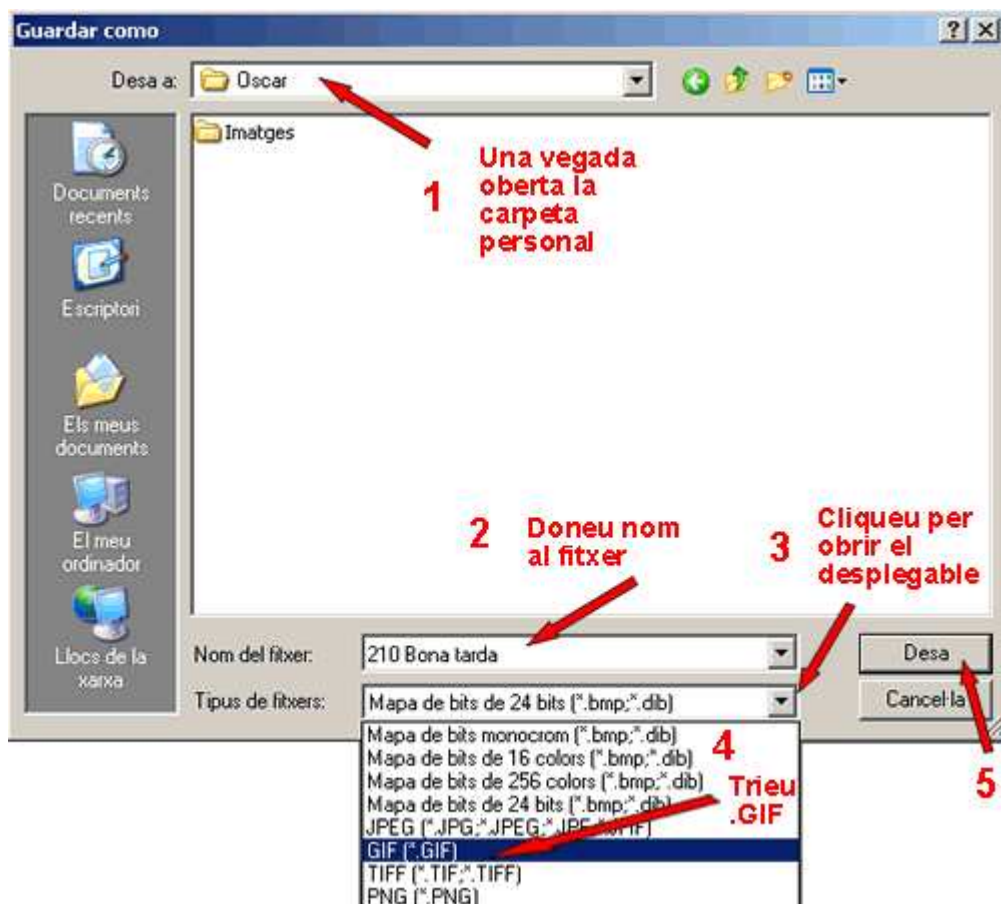 Guardar como
Desa a:
Oscar
Imatges
Documents
recents
Escriptori
Els meus
documents
El meu
ordinador
Llocs de la
xarxa
1
Una vegada
oberta la
carpeta
personal
2
Doneu nom
al fitxer
3
Cliqueu per
obrir el
desplegable
Nom del fitxer:
210 Bona tarda
Desa
Tipus de fitxers:
Mapa de bits de 24 bits (*.bmp;*.dib)
Cancel·la
Mapa de bits monocrom (*.bmp;*.dib)
Mapa de bits de 16 colors (*.bmp;*.dib)
Mapa de bits de 256 colors (*.bmp;*.dib)
Mapa de bits de 24 bits (*.bmp;*.dib)
JPEG (*.JPG;*.JPEG;*.JPE;*.JFIF)
GIF (*.GIF)
TIFF (*.TIF;*.TIFF)
PNG (*.PNG)
4
Trieu
.GIF
5